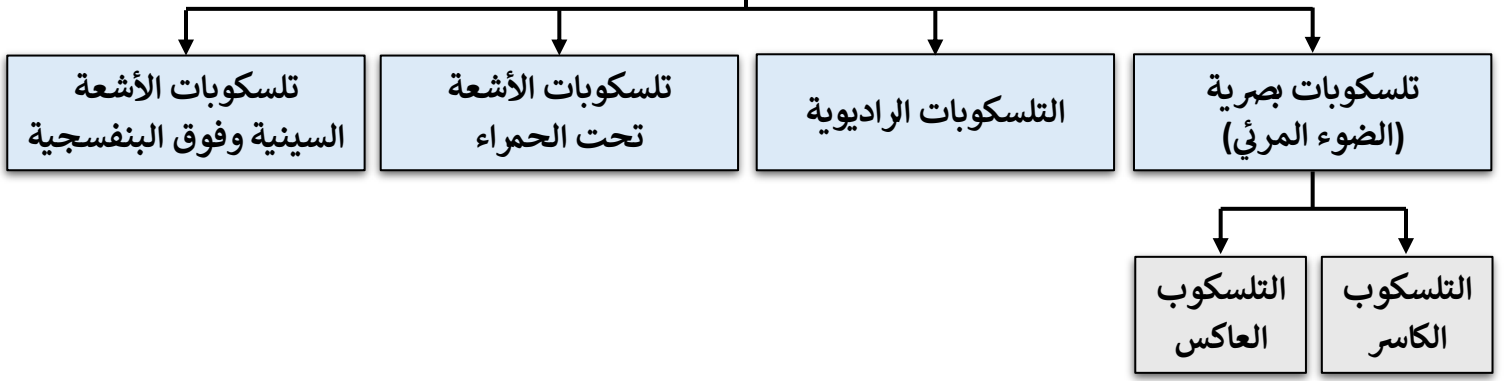 تلسكوبات بصرية
(الضوء المرئي)
التلسكوبات الراديوية
تلسكوبات الأشعة
تحت الحمراء
تلسكوبات الأشعة
السينية وفوق البنفسجية
التلسكوب
الكاسر
التلسكوب
العاكس